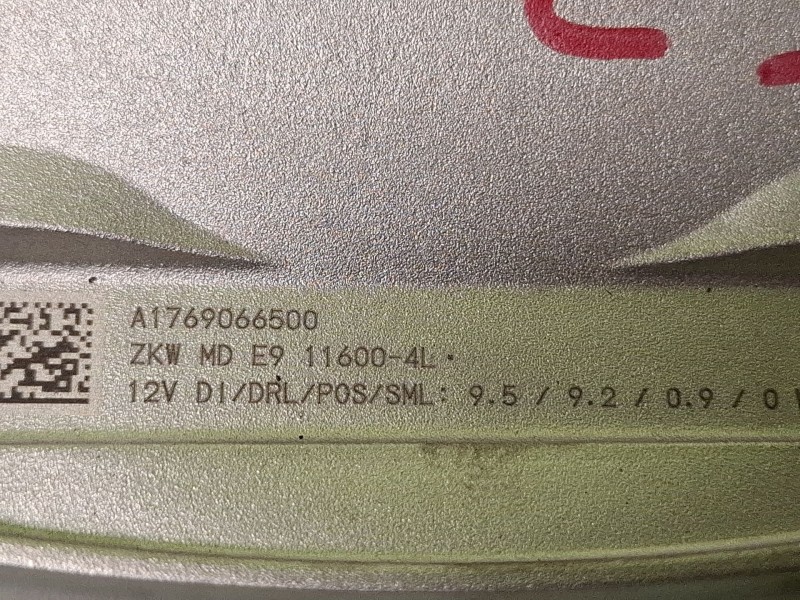 A1769066500
ZKW MD E9 11600-4L
12V DI/DRL/POS/SML: 9.5 / 9.2 / 0.9 / 0